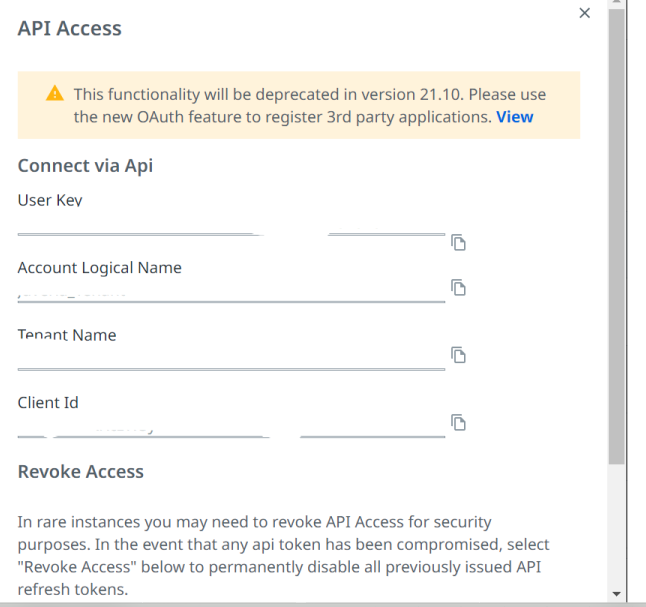 API Access
This functionality will be deprecated in version 21.10. Please use
the new OAuth feature to register 3rd party applications. View
Connect via Api
User Key
Account Logical Name
Tenant Name
Client Id
Revoke Access
In rare instances you may need to revoke API Access for security
purposes. In the event that any api token has been compromised, select
"Revoke Access" below to permanently disable all previously issued API
refresh tokens.